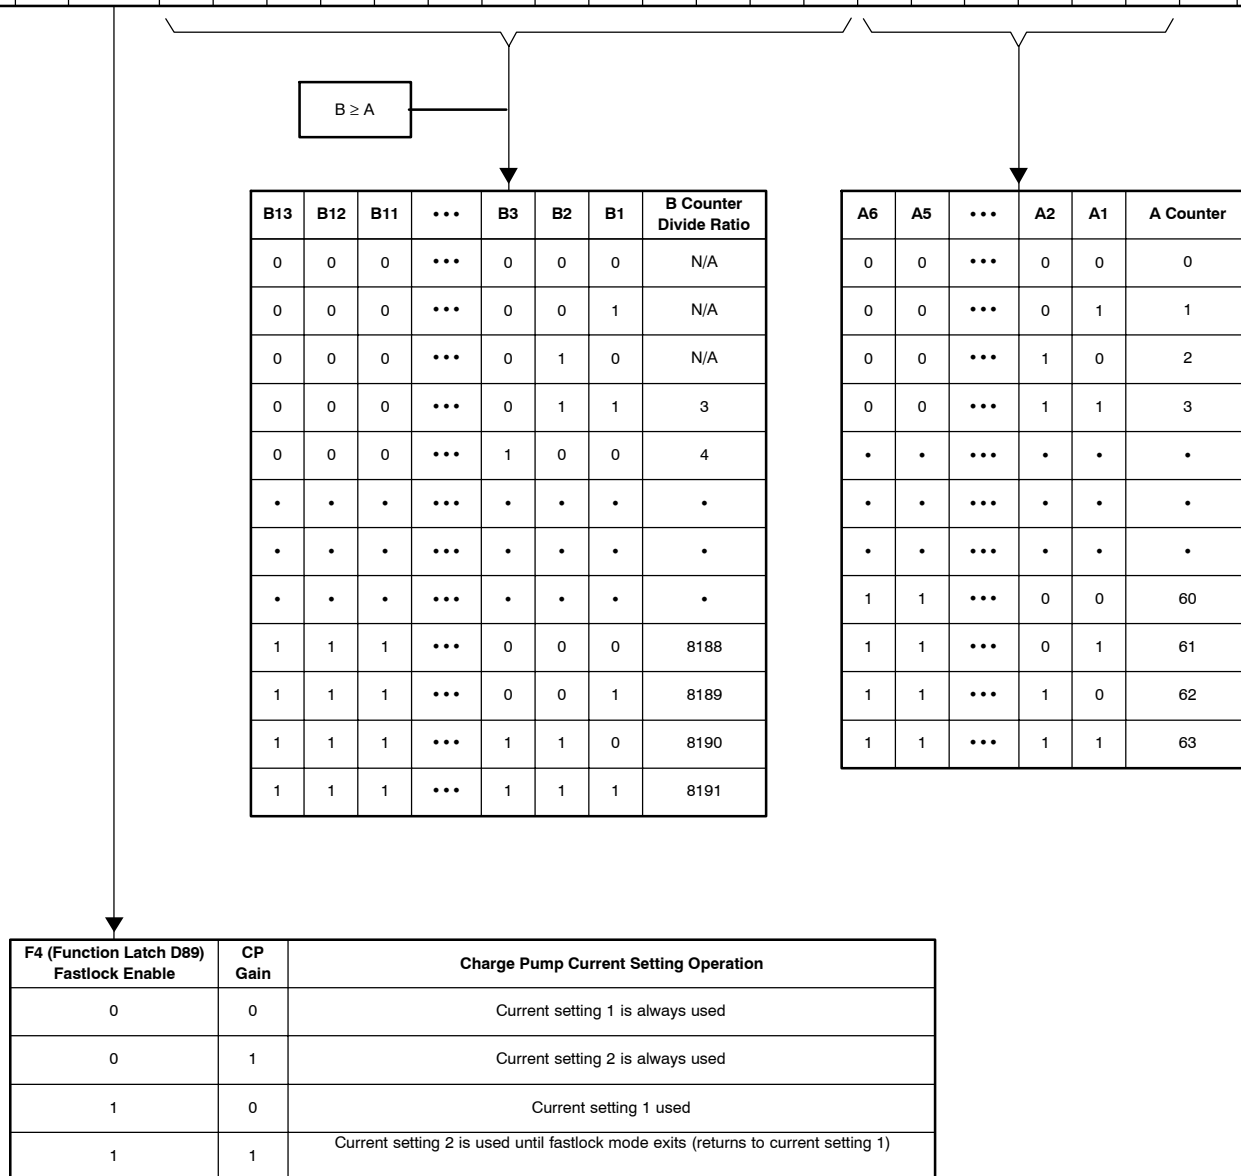 B ≥ A
B13 B12 B11 ••• B3 B2 B1 B Counter Divide Ratio
0 0 0 ••• 0 0 0 N/A
0 0 0 ••• 0 0 1 N/A
0 0 0 ••• 0 1 0 N/A
0 0 0 ••• 0 1 1 3
0 0 0 ••• 1 0 0 4
• • • ••• • • • •
• • • ••• • • • •
• • • ••• • • • •
1 1 1 ••• 0 0 0 8188
1 1 1 ••• 0 0 1 8189
1 1 1 ••• 1 1 0 8190
1 1 1 ••• 1 1 1 8191
A6 A5 ••• A2 A1 A Counter
0 0 ••• 0 0 0
0 0 ••• 0 1 1
0 0 ••• 1 0 2
0 0 ••• 1 1 3
• • ••• • • •
• • ••• • • •
• • ••• • • •
1 1 ••• 0 0 60
1 1 ••• 0 1 61
1 1 ••• 1 0 62
1 1 ••• 1 1 63
F4 (Function Latch D89) Fastlock Enable CP Gain Charge Pump Current Setting Operation
0 0 Current setting 1 is always used
0 1 Current setting 2 is always used
1 0 Current setting 1 used
1 1 Current setting 2 is used until fastlock mode exits (returns to current setting 1)